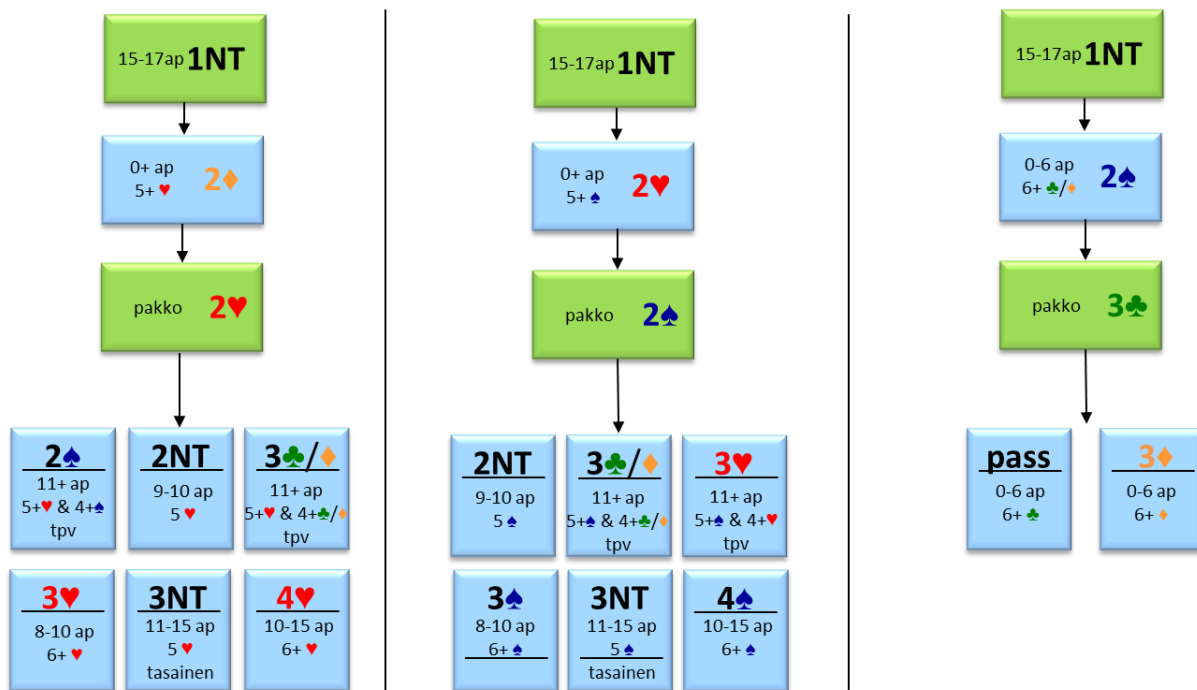 15-17ap 1NT
0+ ap
5+ ♥
2♦
pakko 2♥
2♠
11+ ap
5+♥ & 4+♠
tpv
2NT
9-10 ap
5 ♥
3♣/♦
11+ ap
5+♥ & 4+♣/♦
tpv
3♥
8-10 ap
6+ ♥
3NT
11-15 ap
5 ♥
tasainen
4♥
10-15 ap
6+ ♥
15-17ap 1NT
0+ ap
5+ ♠
2♥
pakko 2♠
2NT
9-10 ap
5 ♠
3♣/♦
11+ ap
5+♠ & 4+♣/♦
tpv
3♥
11+ ap
5+♠ & 4+♥
tpv
3♠
8-10 ap
6+ ♠
3NT
11-15 ap
5 ♠
tasainen
4♠
10-15 ap
6+ ♠
15-17ap 1NT
0-6 ap
6+ ♣/♦
2♠
pakko 3♣
pass
0-6 ap
6+ ♣
3♦
0-6 ap
6+ ♦